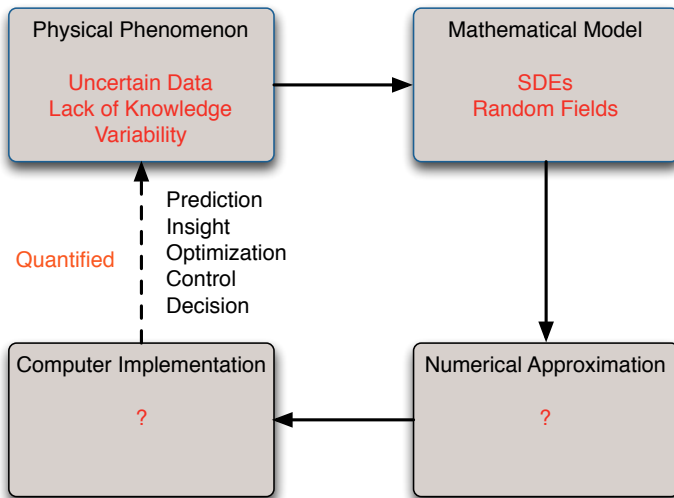 Physical Phenomenon
Uncertain Data
Lack of Knowledge
Variability
Mathematical Model
SDEs
Random Fields
Prediction
Insight
Optimization
Control
Decision
Quantified
Computer Implementation
?
Numerical Approximation
?